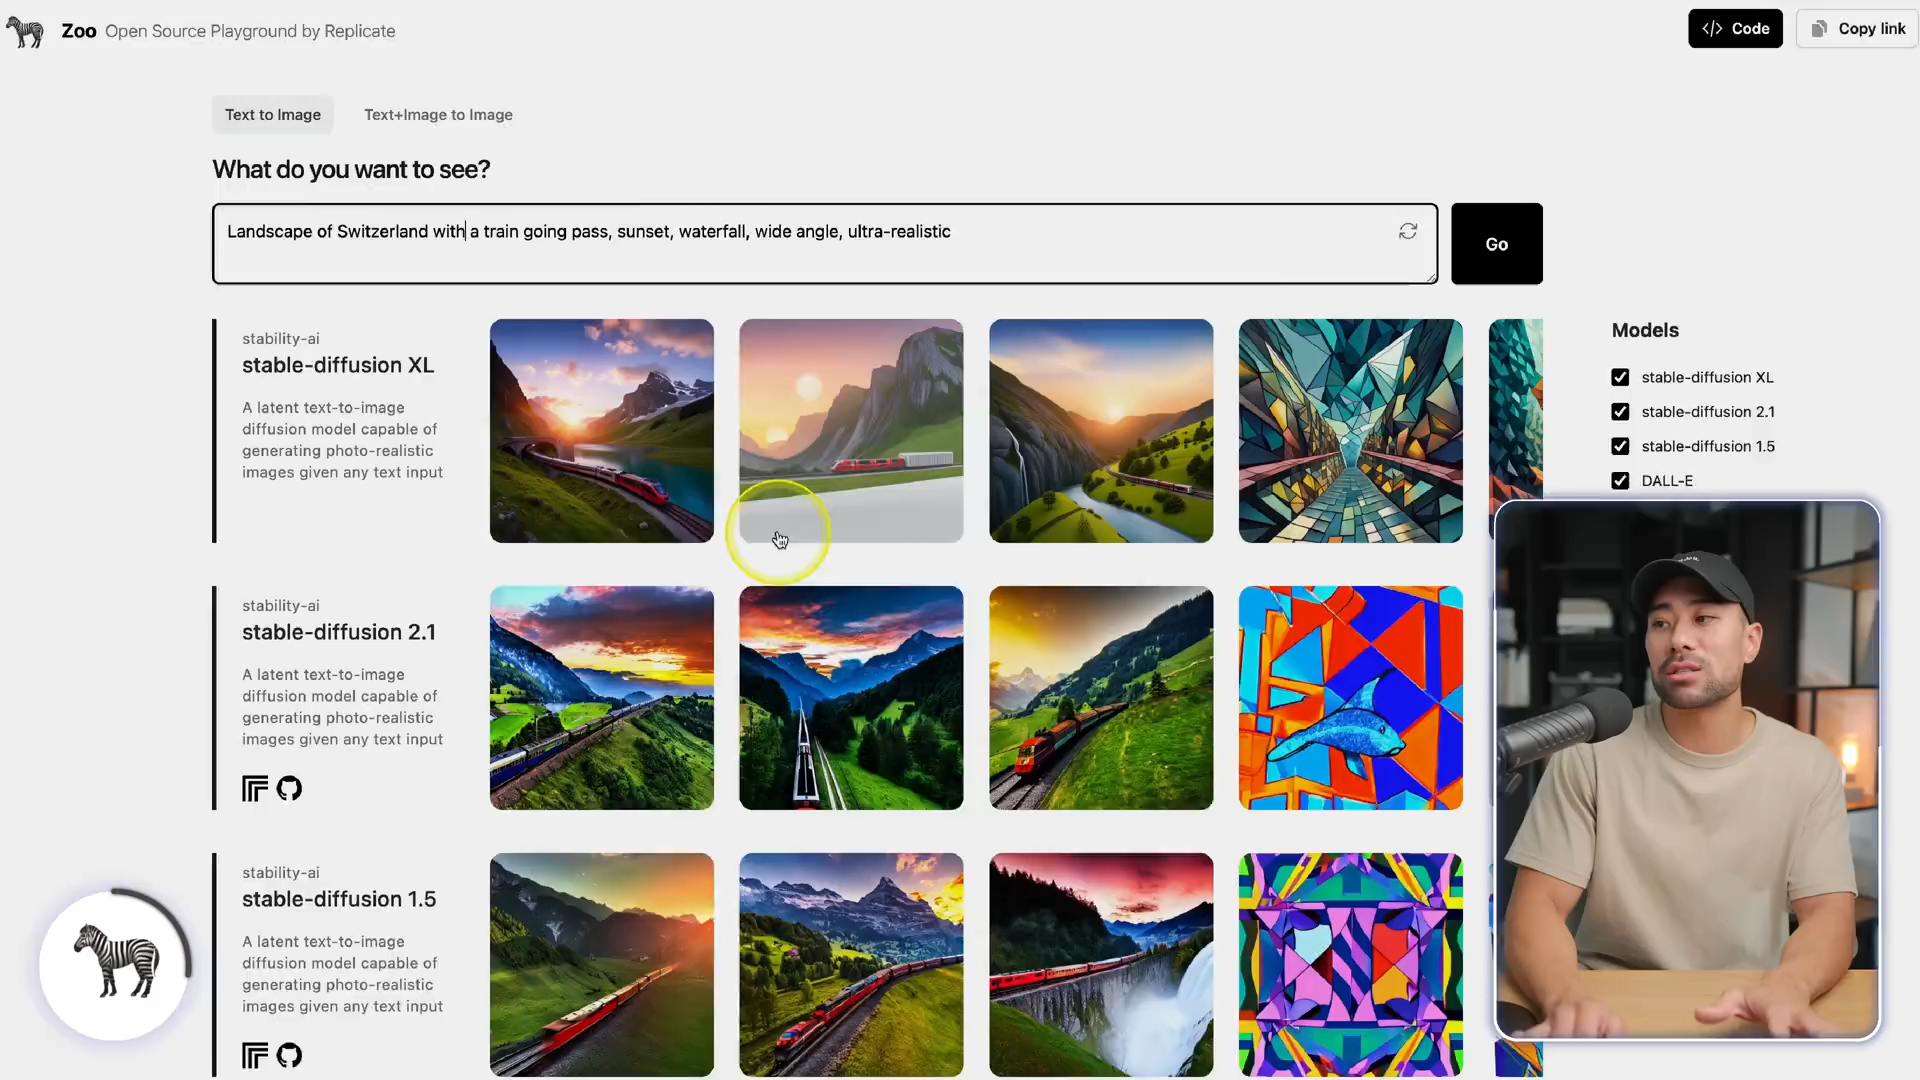 Zoo Open Source Playground by Replicate
Code
Copy link
Text to Image
Text+Image to Image
What do you want to see?
Landscape of Switzerland with a train going pass, sunset, waterfall, wide angle, ultra-realistic
Go
stability-ai
stable-diffusion XL
A latent text-to-image
diffusion model capable of
generating photo-realistic
images given any text input
Models
stable-diffusion XL
stable-diffusion 2.1
stable-diffusion 1.5
DALL-E
stability-ai
stable-diffusion 2.1
A latent text-to-image
diffusion model capable of
generating photo-realistic
images given any text input
stability-ai
stable-diffusion 1.5
A latent text-to-image
diffusion model capable of
generating photo-realistic
images given any text input